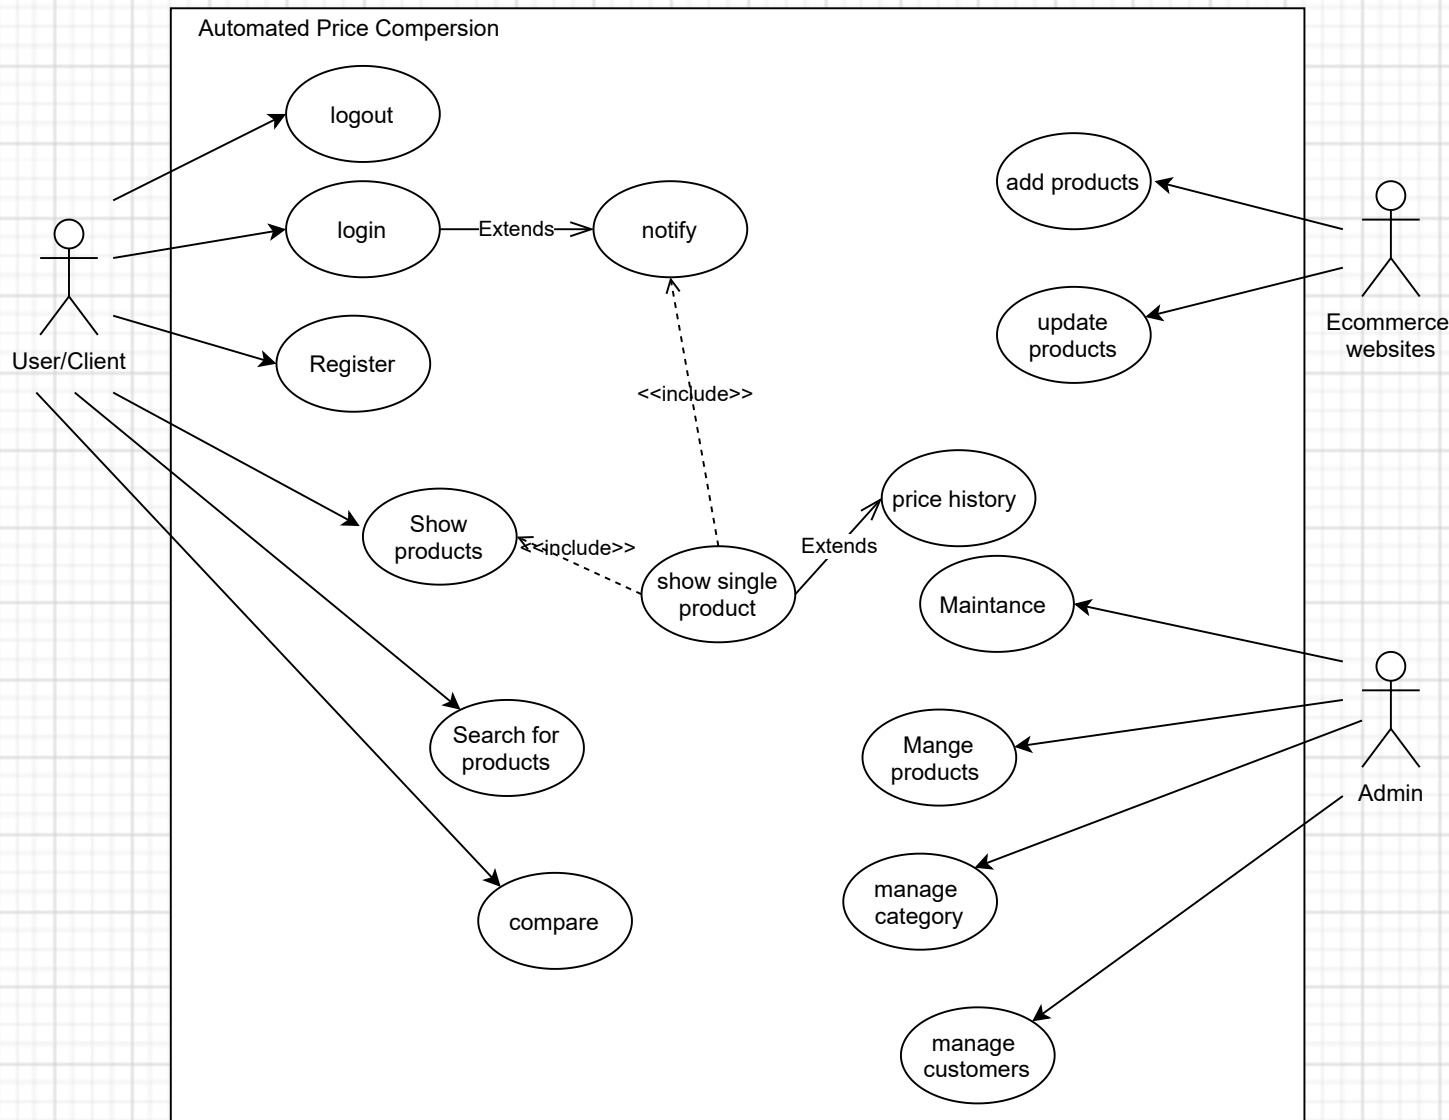 Automated Price Compersion
logout
login
Extends
notify
Register
User/Client
add products
update
products
Ecommerce
websites
<<include>>
Show
products
<<include>>
show single
product
Extends
price history
Maintance
Search for
products
Mange
products
Admin
compare
manage
category
manage
customers